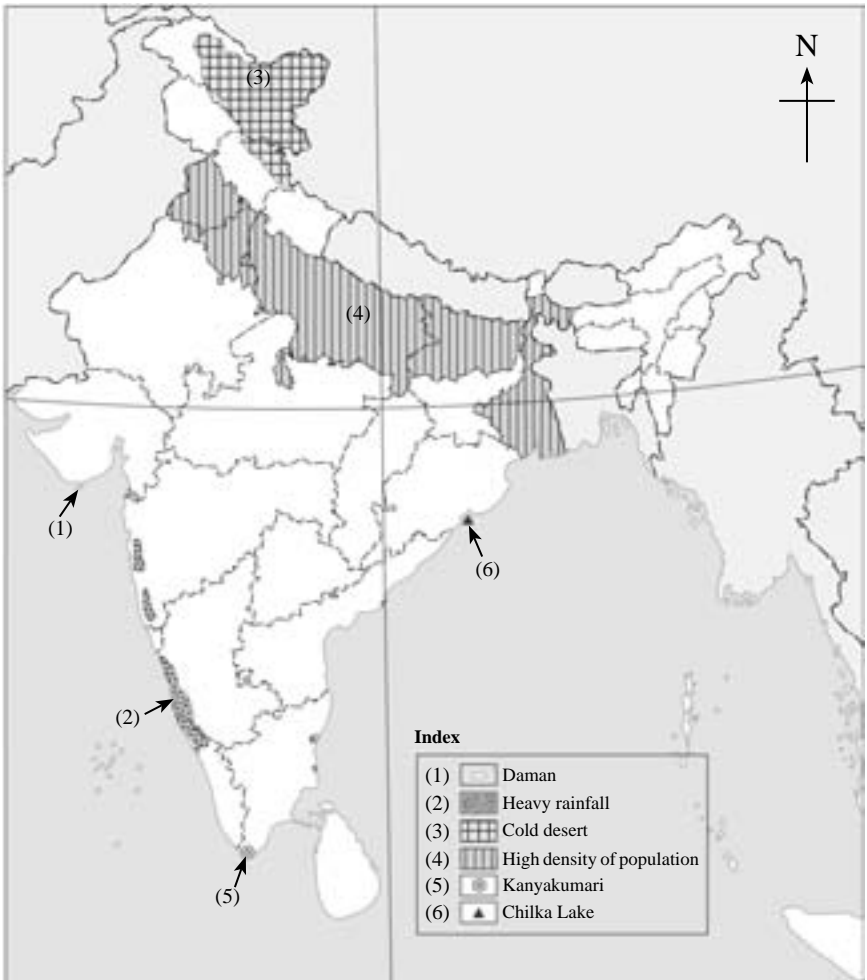 N
(3)
(4)
(1)
(6)
(2)
(5)
Index
(1) Daman
(2) Heavy rainfall
(3) Cold desert
(4) High density of population
(5) Kanyakumari
(6) Chilka Lake